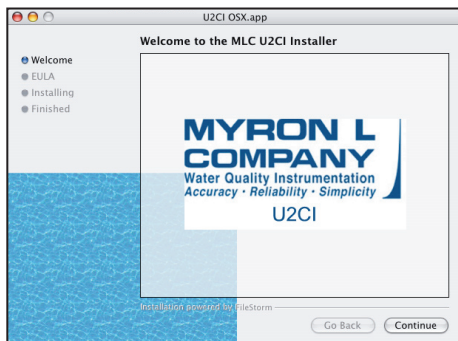 U2CI OSX.app
Welcome to the MLC U2CI Installer
Welcome
EULA
Installing
Finished
MYRON L
COMPANY
Water Quality Instrumentation
Accuracy · Reliability · Simplicity
U2CI
Installation powered by FileStorm
Go Back
Continue